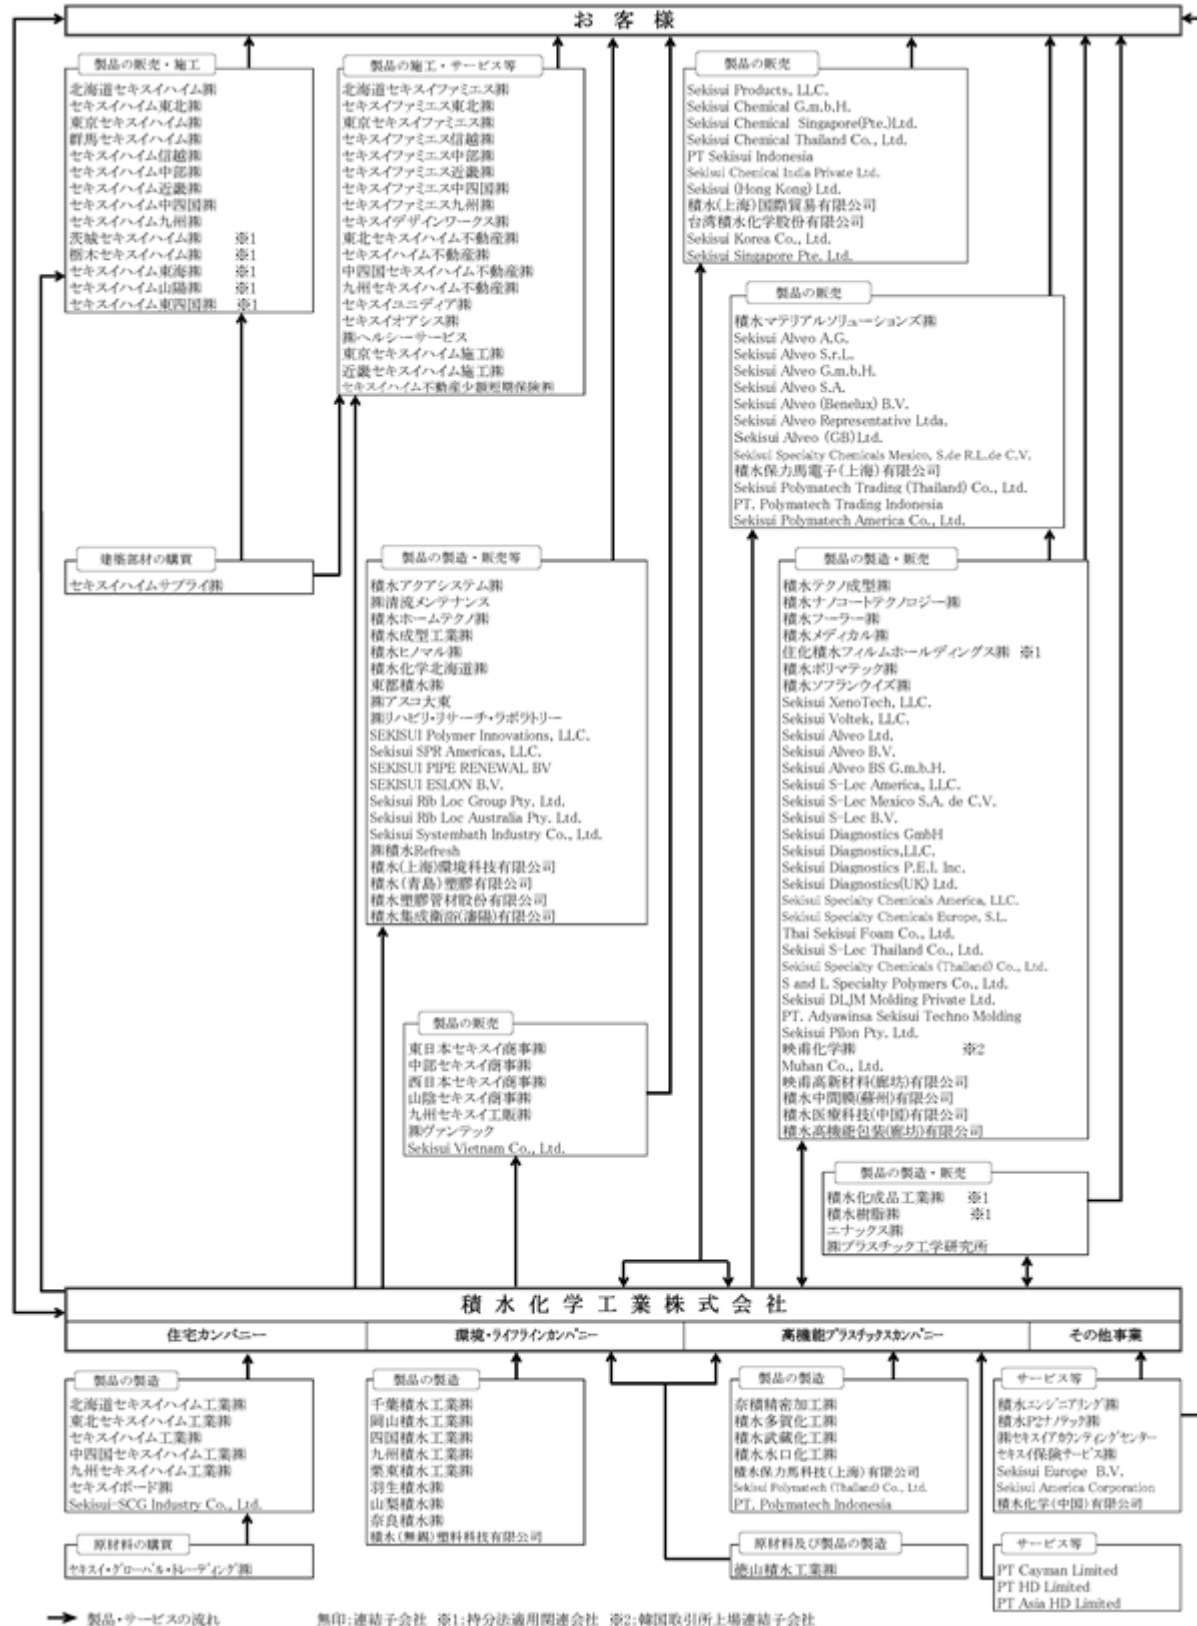 お 客 様
製品の販売・施工
北海道セキスイハイム㈱
セキスイハイム東北㈱
東京セキスイハイム㈱
群馬セキスイハイム㈱
セキスイハイム信越㈱
セキスイハイム中部㈱
セキスイハイム近畿㈱
セキスイハイム中四国㈱
セキスイハイム九州㈱
茨城セキスイハイム㈱ ※1
栃木セキスイハイム㈱ ※1
セキスイハイム東海㈱ ※1
セキスイハイム山陽㈱ ※1
セキスイハイム東四国㈱ ※1
製品の施工・サービス等
北海道セキスイファミエス㈱
セキスイファミエス東北㈱
東京セキスイファミエス㈱
セキスイファミエス信越㈱
セキスイファミエス中部㈱
セキスイファミエス近畿㈱
セキスイファミエス中四国㈱
セキスイファミエス九州㈱
セキスイデザインワークス㈱
東北セキスイハイム不動産㈱
セキスイハイム不動産㈱
中四国セキスイハイム不動産㈱
九州セキスイハイム不動産㈱
セキスイユニディア㈱
セキスイオアシス㈱
㈱ヘルシーサービス
東京セキスイハイム施工㈱
近畿セキスイハイム施工㈱
セキスイハイム不動産少額短期保険㈱
製品の販売
Sekisui Products, LLC.
Sekisui Chemical G.m.b.H.
Sekisui Chemical Singapore(Pte.)Ltd.
Sekisui Chemical Thailand Co., Ltd.
PT Sekisui Indonesia
Sekisui Chemical India Private Ltd.
Sekisui (Hong Kong) Ltd.
積水(上海)国際貿易有限公司
台湾積水化学股份有限公司
Sekisui Korea Co., Ltd.
Sekisui Singapore Pte. Ltd.
製品の販売
積水マテリアルソリューションズ㈱
Sekisui Alveo A.G.
Sekisui Alveo S.r.L.
Sekisui Alveo G.m.b.H.
Sekisui Alveo S.A.
Sekisui Alveo (Benelux) B.V.
Sekisui Alveo Representative Ltda.
Sekisui Alveo (GB)Ltd.
Sekisui Specialty Chemicals Mexico, S.de R.L.de C.V.
積水保力馬電子(上海)有限公司
Sekisui Polymatech Trading (Thailand) Co., Ltd.
PT. Polymatech Trading Indonesia
Sekisui Polymatech America Co., Ltd.
建築部材の購買
セキスイハイムサプライ㈱
製品の製造・販売等
積水アクアシステム㈱
㈱清流メンテナンス
積水ホームテクノ㈱
積水成型工業㈱
積水ヒノマル㈱
積水化学北海道㈱
東都積水㈱
㈱アスコ大東
㈱リハビリ・リサーチ・ラボラトリー
SEKISUI Polymer Innovations, LLC.
Sekisui SPR Americas, LLC.
SEKISUI PIPE RENEWAL BV
SEKISUI ESLON B.V.
Sekisui Rib Loc Group Pty. Ltd.
Sekisui Rib Loc Australia Pty. Ltd.
Sekisui Systembath Industry Co., Ltd.
㈱積水Refresh
積水(上海)環境科技有限公司
積水(青島)塑膠有限公司
積水塑膠管材股份有限公司
積水集成衛浴(瀋陽)有限公司
製品の製造・販売
積水テクノ成型㈱
積水ナノコートテクノロジー㈱
積水フーラー㈱
積水メディカル㈱
住化積水フィルムホールディングス㈱ ※1
積水ポリマテック㈱
積水ソフランウイズ㈱
Sekisui XenoTech, LLC.
Sekisui Voltek, LLC.
Sekisui Alveo Ltd.
Sekisui Alveo B.V.
Sekisui Alveo BS G.m.b.H.
Sekisui S-Lec America, LLC.
Sekisui S-Lec Mexico S.A. de C.V.
Sekisui S-Lec B.V.
Sekisui Diagnostics GmbH
Sekisui Diagnostics,LLC.
Sekisui Diagnostics P.E.I. Inc.
Sekisui Diagnostics(UK) Ltd.
Sekisui Specialty Chemicals America, LLC.
Sekisui Specialty Chemicals Europe, S.L.
Thai Sekisui Foam Co., Ltd.
Sekisui S-Lec Thailand Co., Ltd.
Sekisui Specialty Chemicals (Thailand) Co., Ltd.
S and L Specialty Polymers Co., Ltd.
Sekisui DLJM Molding Private Ltd.
PT. Adyawinsa Sekisui Techno Molding
Sekisui Pilon Pty. Ltd.
映甫化学㈱ ※2
Muhan Co., Ltd.
映甫高新材料(廊坊)有限公司
積水中間膜(蘇州)有限公司
積水医療科技(中国)有限公司
積水高機能包装(廊坊)有限公司
製品の販売
東日本セキスイ商事㈱
中部セキスイ商事㈱
西日本セキスイ商事㈱
山陰セキスイ商事㈱
九州セキスイ工販㈱
㈱ヴァンテック
Sekisui Vietnam Co., Ltd.
製品の製造・販売
積水化成品工業㈱ ※1
積水樹脂㈱ ※1
エナックス㈱
㈱プラスチック工学研究所
積 水 化 学 工 業 株 式 会 社
住宅カンパニー
環境・ライフラインカンパニー
高機能プラスチックスカンパニー
その他事業
製品の製造
北海道セキスイハイム工業㈱
東北セキスイハイム工業㈱
セキスイハイム工業㈱
中四国セキスイハイム工業㈱
九州セキスイハイム工業㈱
セキスイボード㈱
Sekisui-SCG Industry Co., Ltd.
原材料の購買
セキスイ・グローバル・トレーディング㈱
製品の製造
千葉積水工業㈱
岡山積水工業㈱
四国積水工業㈱
九州積水工業㈱
栗東積水工業㈱
羽生積水㈱
山梨積水㈱
奈良積水㈱
積水(無錫)塑料科技有限公司
製品の製造
奈積精密加工㈱
積水多賀化工㈱
積水武蔵化工㈱
積水水口化工㈱
積水保力馬科技(上海)有限公司
Sekisui Polymatech (Thailand) Co., Ltd.
PT. Polymatech Indonesia
原材料及び製品の製造
徳山積水工業㈱
サービス等
積水エンジニアリング㈱
積水P2ナノテック㈱
㈱セキスイアカウンティングセンター
セキスイ保険サービス㈱
Sekisui Europe B.V.
Sekisui America Corporation
積水化学(中国)有限公司
サービス等
PT Cayman Limited
PT HD Limited
PT Asia HD Limited
製品・サービスの流れ 無印:連結子会社 ※1:持分法適用関連会社 ※2:韓国取引所上場連結子会社